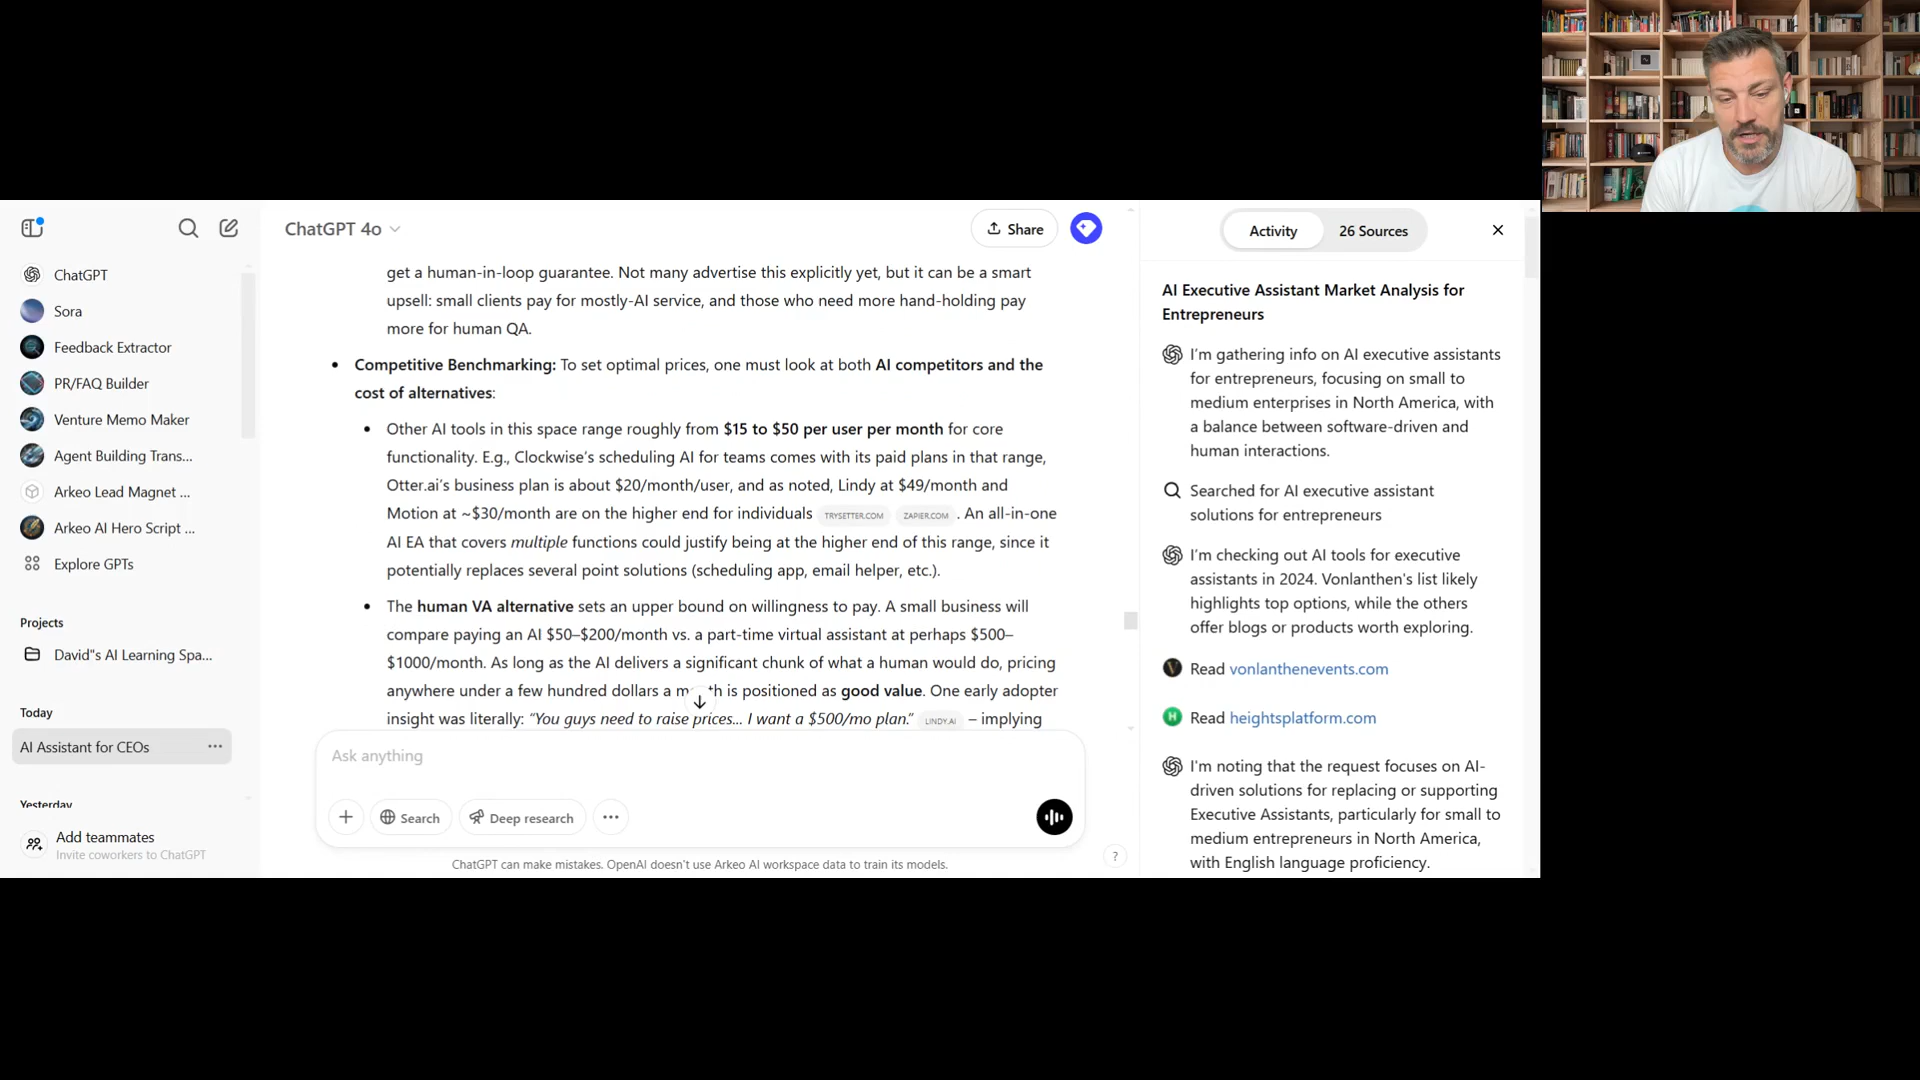 ChatGPT
Sora
Feedback Extractor
PR/FAQ Builder
Venture Memo Maker
Agent Building Trans...
Arkeo Lead Magnet ...
Arkeo AI Hero Script ...
Explore GPTs
Projects
David"s AI Learning Spa...
Today
AI Assistant for CEOs
Yesterday
Add teammates
Invite coworkers to ChatGPT
ChatGPT 4o
Share
get a human-in-loop guarantee. Not many advertise this explicitly yet, but it can be a smart
upsell: small clients pay for mostly-AI service, and those who need more hand-holding pay
more for human QA.
Competitive Benchmarking: To set optimal prices, one must look at both AI competitors and the
cost of alternatives:
Other AI tools in this space range roughly from $15 to $50 per user per month for core
functionality. E.g., Clockwise's scheduling AI for teams comes with its paid plans in that range,
Otter.ai's business plan is about $20/month/user, and as noted, Lindy at $49/month and
Motion at ~$30/month are on the higher end for individuals TRYSETTER.COM ZAPIER.COM . An all-in-one
AI EA that covers multiple functions could justify being at the higher end of this range, since it
potentially replaces several point solutions (scheduling app, email helper, etc.).
The human VA alternative sets an upper bound on willingness to pay. A small business will
compare paying an AI $50–$200/month vs. a part-time virtual assistant at perhaps $500–
$1000/month. As long as the AI delivers a significant chunk of what a human would do, pricing
anywhere under a few hundred dollars a m th is positioned as good value. One early adopter
insight was literally: "You guys need to raise prices... I want a $500/mo plan." LINDY.AI – implying
Ask anything
Search
Deep research
ChatGPT can make mistakes. OpenAI doesn't use Arkeo AI workspace data to train its models.
?
Activity
26 Sources
AI Executive Assistant Market Analysis for
Entrepreneurs
I'm gathering info on AI executive assistants
for entrepreneurs, focusing on small to
medium enterprises in North America, with
a balance between software-driven and
human interactions.
Searched for AI executive assistant
solutions for entrepreneurs
I'm checking out AI tools for executive
assistants in 2024. Vonlanthen's list likely
highlights top options, while the others
offer blogs or products worth exploring.
Read vonlanthenevents.com
Read heightsplatform.com
I'm noting that the request focuses on AI-
driven solutions for replacing or supporting
Executive Assistants, particularly for small to
medium entrepreneurs in North America,
with English language proficiency.